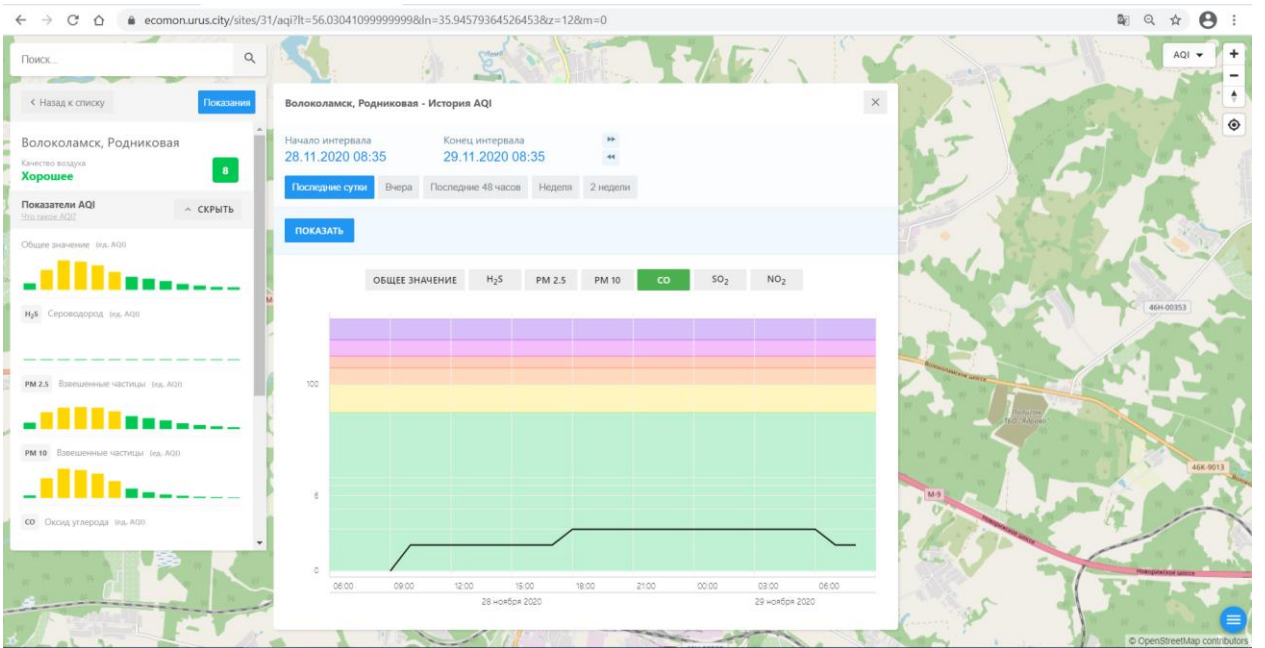 ecomon.urus.city/sites/31/aqi?lt=56.03041099999999&ln=35.94579364526453&z=12&m=0
Поиск...
AQI
< Назад к списку
Показания
Волоколамск, Родниковая
Качество воздуха
Хорошее
8
Показатели AQI
Что такое AQI?
СКРЫТЬ
Общее значение (ед. AQI)
H₂S Сероводород (ед. AQI)
PM 2.5 Взвешенные частицы (ед. AQI)
PM 10 Взвешенные частицы (ед. AQI)
CO Оксид углерода (ед. AQI)
Волоколамск, Родниковая - История AQI
Начало интервала
28.11.2020 08:35
Конец интервала
29.11.2020 08:35
Последние сутки Вчера Последние 48 часов Неделя 2 недели
ПОКАЗАТЬ
ОБЩЕЕ ЗНАЧЕНИЕ H₂S PM 2.5 PM 10 CO SO₂ NO₂
100
6
0
06:00 09:00 12:00 15:00 18:00 21:00 00:00 03:00 06:00
28 ноября 2020 29 ноября 2020
46Н-00353
Волоколамское шоссе
Полигон
ТБО "Ядрово"
46К-9013
М-9
Новорижское шоссе
Новорижское шоссе
© OpenStreetMap contributors